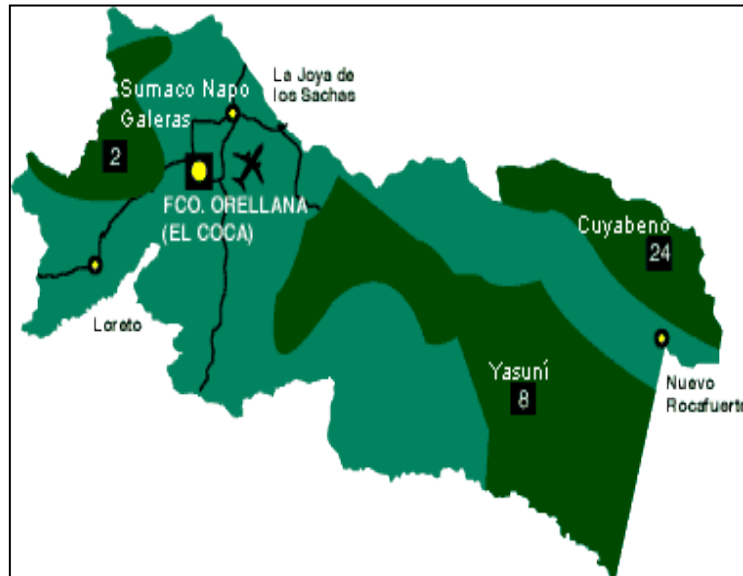 Sumaco Napo
Galeras
2
La Joya de
los Sachas
FCO. ORELLANA
(EL COCA)
Loreto
Cuyabeno
24
Yasuní
8
Nuevo
Rocafuerte